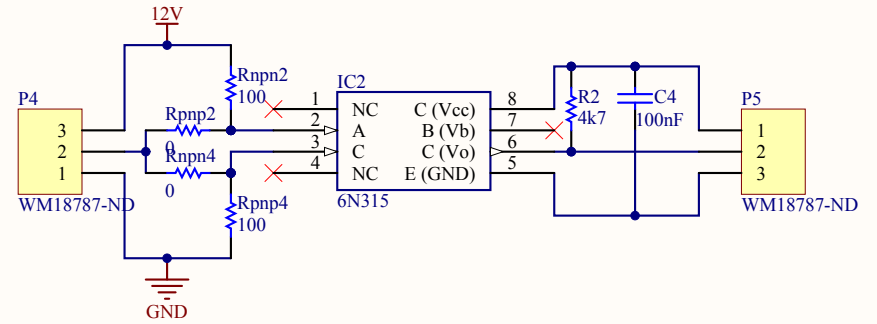 12V
P4
3
2
1
WM18787-ND
Rnpn2
100
Rpnp2
0
Rnpn4
0
Rpnp4
100
GND
IC2
1
2
3
4
NC
A
C
NC
C (Vcc)
B (Vb)
C (Vo)
E (GND)
8
7
6
5
6N315
R2
4k7
C4
100nF
P5
1
2
3
WM18787-ND